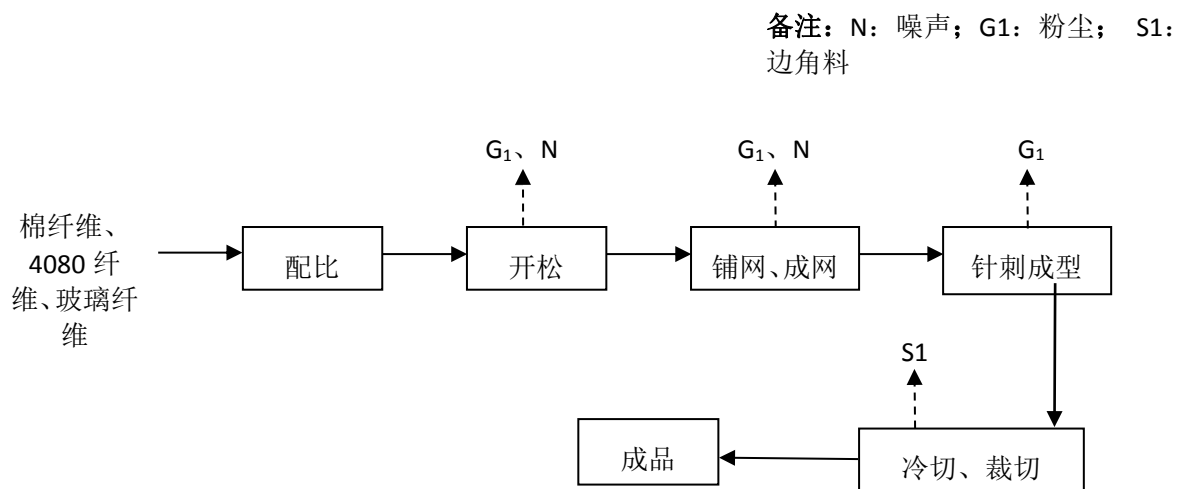 备注：N：噪声；G1：粉尘； S1：
边角料
G₁、N
G₁、N
G₁
棉纤维、
4080 纤
维、玻璃纤
维
配比
开松
铺网、成网
针刺成型
S1
成品
冷切、裁切